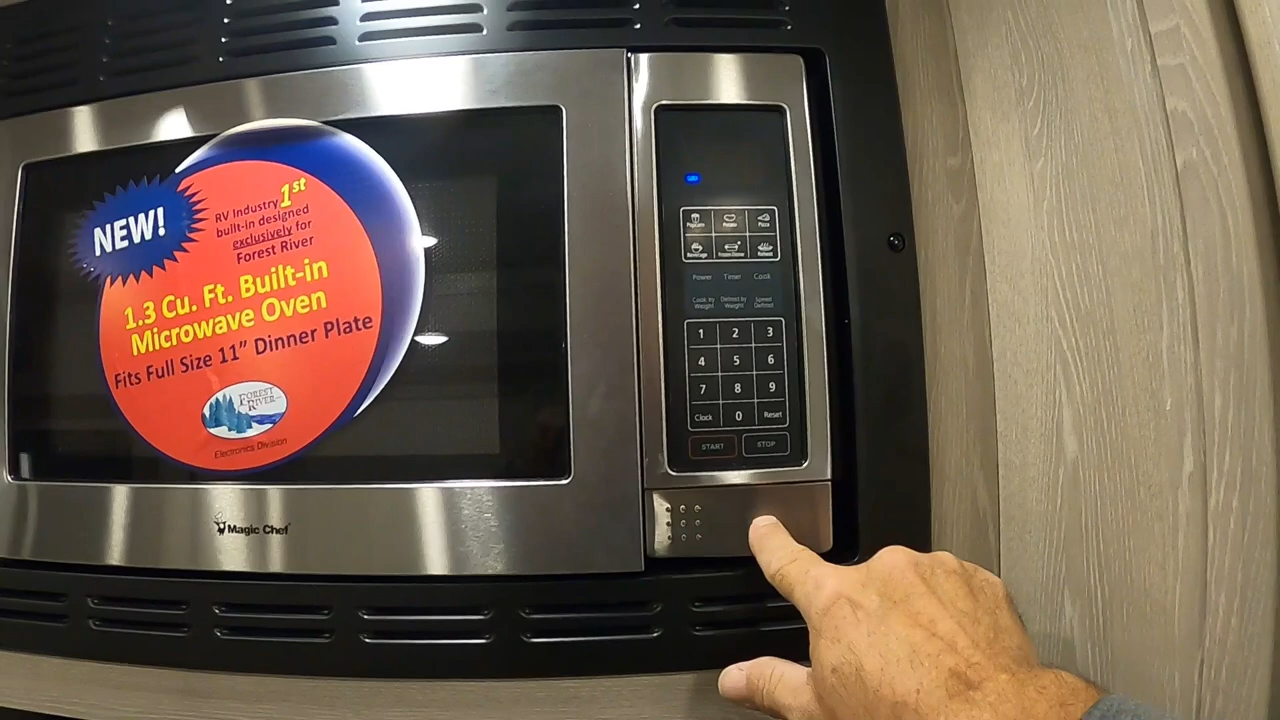 NEW!
RV Industry 1st
built-in designed
exclusively for
Forest River
1.3 Cu. Ft. Built-in
Microwave Oven
Fits Full Size 11” Dinner Plate
FOREST
RIVER
Electronics Division
Magic Chef
Popcorn Potato Pizza
Beverage Frozen Dinner Reheat
Power Timer Cook
Cook by Weight Defrost by Weight Speed Defrost
1 2 3
4 5 6
7 8 9
Clock 0 Reset
START STOP